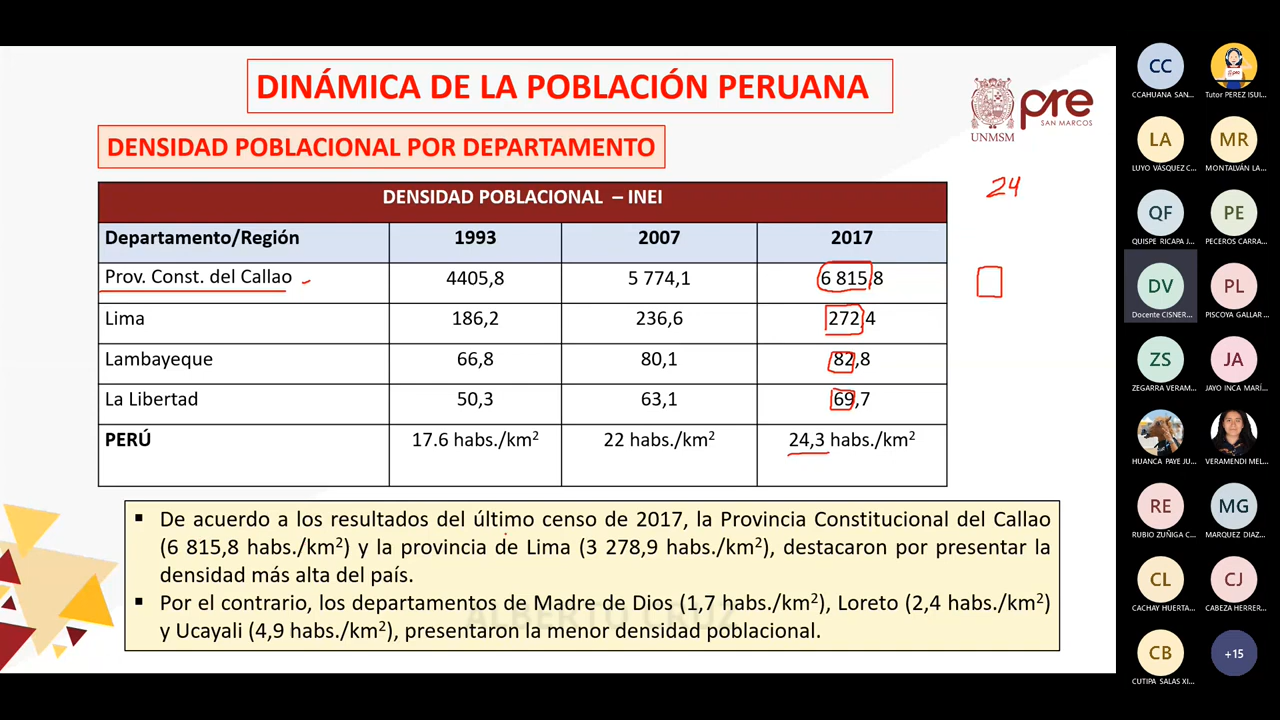 DINÁMICA DE LA POBLACIÓN PERUANA
UNMSM
pre
SAN MARCOS
DENSIDAD POBLACIONAL POR DEPARTAMENTO
24
DENSIDAD POBLACIONAL – INEI
Departamento/Región 1993 2007 2017
Prov. Const. del Callao 4405,8 5 774,1 6 815,8
Lima 186,2 236,6 272,4
Lambayeque 66,8 80,1 82,8
La Libertad 50,3 63,1 69,7
PERÚ 17.6 habs./km² 22 habs./km² 24,3 habs./km²
▪ De acuerdo a los resultados del último censo de 2017, la Provincia Constitucional del Callao
(6 815,8 habs./km²) y la provincia de Lima (3 278,9 habs./km²), destacaron por presentar la
densidad más alta del país.
▪ Por el contrario, los departamentos de Madre de Dios (1,7 habs./km²), Loreto (2,4 habs./km²)
y Ucayali (4,9 habs./km²), presentaron la menor densidad poblacional.
ALBERTO CRUZ
CC
CCAHUANA SAN...
Tutor PEREZ ISUI...
LA
LUYO VÁSQUEZ C...
MR
MONTALVÁN LA...
QF
QUISPE RICAPA J...
PE
PECEROS CARRA...
DV
Docente CISNER...
PL
PISCOYA GALLAR...
ZS
ZEGARRA VERAM...
JA
JAYO INCA MARÍ...
HUANCA PAYE JU...
VERAMENDI MEL...
RE
RUBIO ZUÑIGA C...
MG
MARQUEZ DIAZ...
CL
CACHAY HUERTA...
CJ
CABEZA HERRER...
CB
CUTIPA SALAS XI...
+15